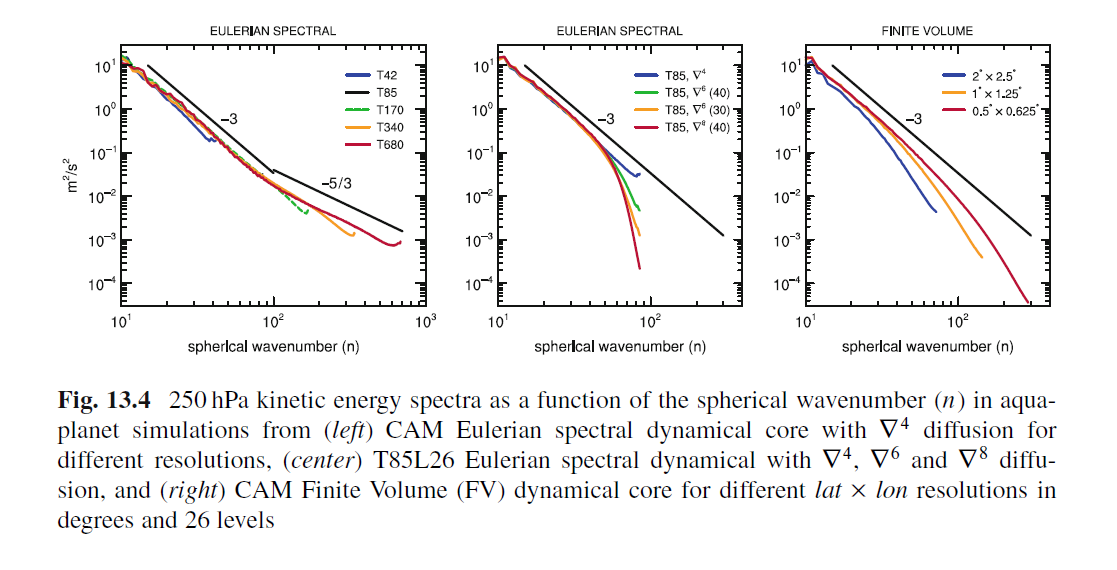 EULERIAN SPECTRAL
EULERIAN SPECTRAL
FINITE VOLUME
m²/s²
10¹
10⁰
10⁻¹
10⁻²
10⁻³
10⁻⁴
T42
T85
T170
T340
T680
−3
−5/3
10¹ 10² 10³
spherical wavenumber (n)
10¹
10⁰
10⁻¹
10⁻²
10⁻³
10⁻⁴
T85, ∇⁴
T85, ∇⁶ (40)
T85, ∇⁶ (30)
T85, ∇⁸ (40)
−3
10¹ 10²
spherical wavenumber (n)
10¹
10⁰
10⁻¹
10⁻²
10⁻³
10⁻⁴
2° × 2.5°
1° × 1.25°
0.5° × 0.625°
−3
10¹ 10²
spherical wavenumber (n)
Fig. 13.4 250 hPa kinetic energy spectra as a function of the spherical wavenumber (n) in aqua-
planet simulations from (left) CAM Eulerian spectral dynamical core with ∇⁴ diffusion for
different resolutions, (center) T85L26 Eulerian spectral dynamical with ∇⁴, ∇⁶ and ∇⁸ diffu-
sion, and (right) CAM Finite Volume (FV) dynamical core for different lat × lon resolutions in
degrees and 26 levels